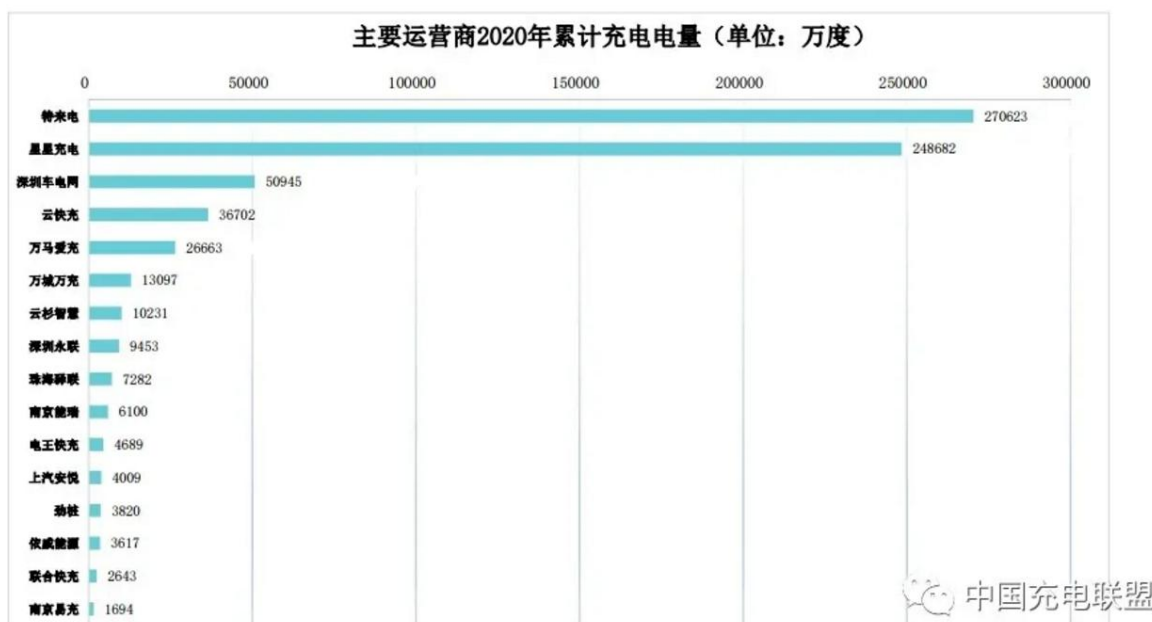 主要运营商2020年累计充电电量（单位：万度）
0 50000 100000 150000 200000 250000 300000
特来电 270623
星星充电 248682
深圳车电网 50945
云快充 36702
万马爱充 26663
万城万充 13097
云杉智慧 10231
深圳永联 9453
珠海驿联 7282
南京能瑞 6100
电王快充 4689
上汽安悦 4009
劲桩 3820
依威能源 3617
联合快充 2643
南京易充 1694
中国充电联盟